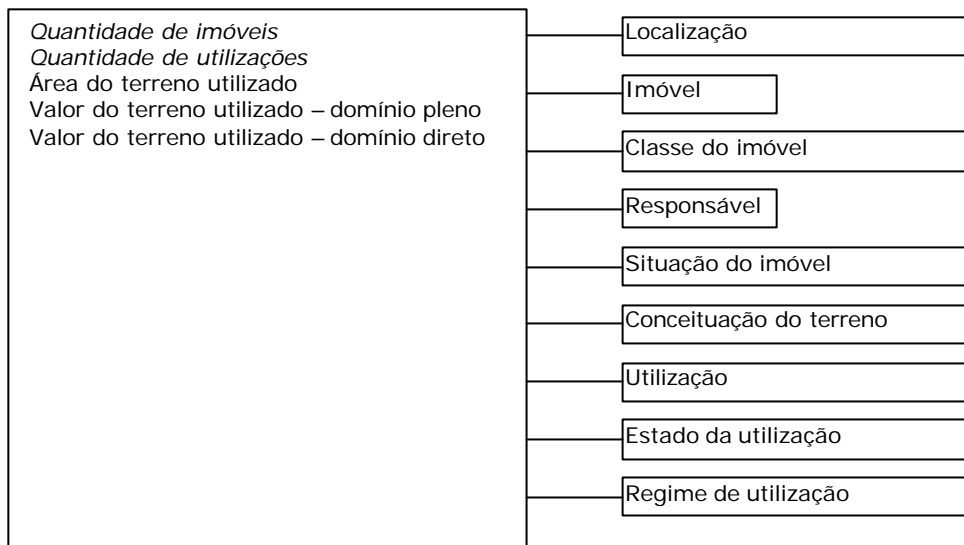 Quantidade de imóveis
Quantidade de utilizações
Área do terreno utilizado
Valor do terreno utilizado – domínio pleno
Valor do terreno utilizado – domínio direto
Localização
Imóvel
Classe do imóvel
Responsável
Situação do imóvel
Conceituação do terreno
Utilização
Estado da utilização
Regime de utilização